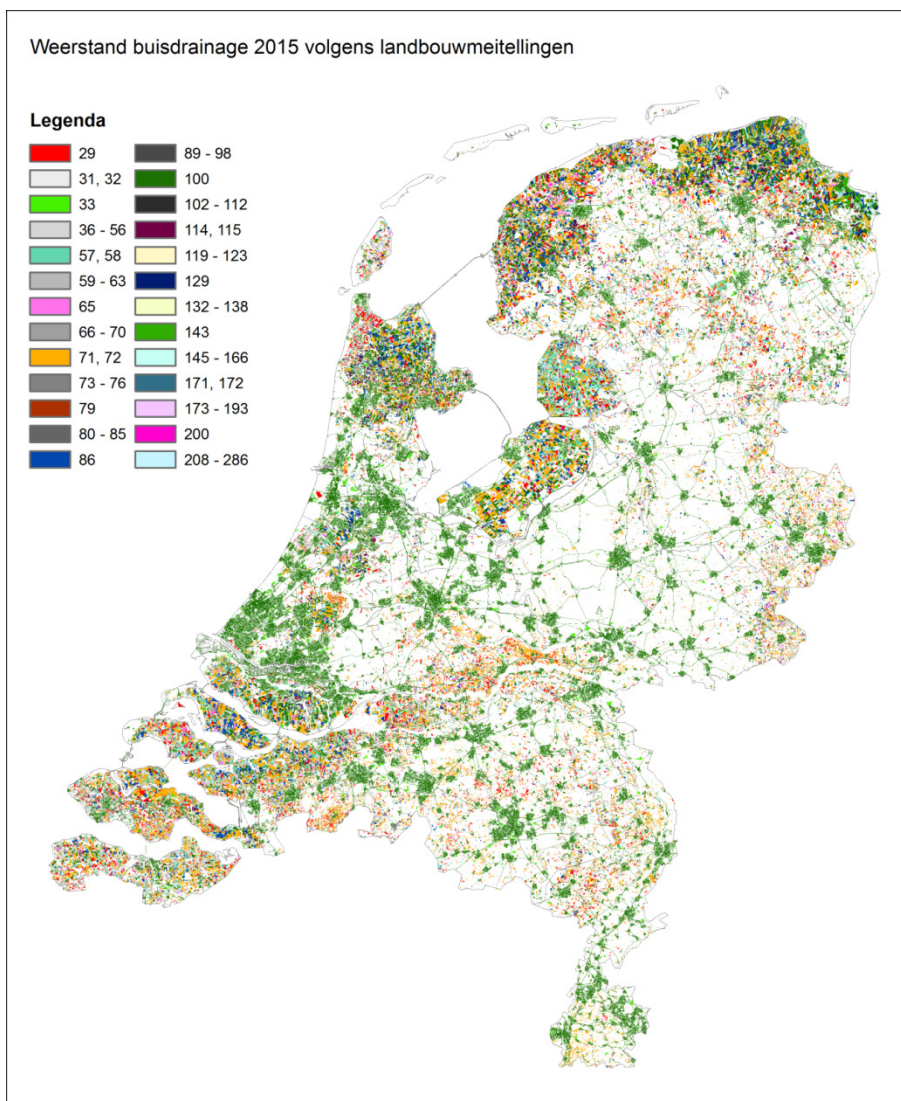 Weerstand buisdrainage 2015 volgens landbouwmeitellingen
Legenda
29
31, 32
33
36 - 56
57, 58
59 - 63
65
66 - 70
71, 72
73 - 76
79
80 - 85
86
89 - 98
100
102 - 112
114, 115
119 - 123
129
132 - 138
143
145 - 166
171, 172
173 - 193
200
208 - 286